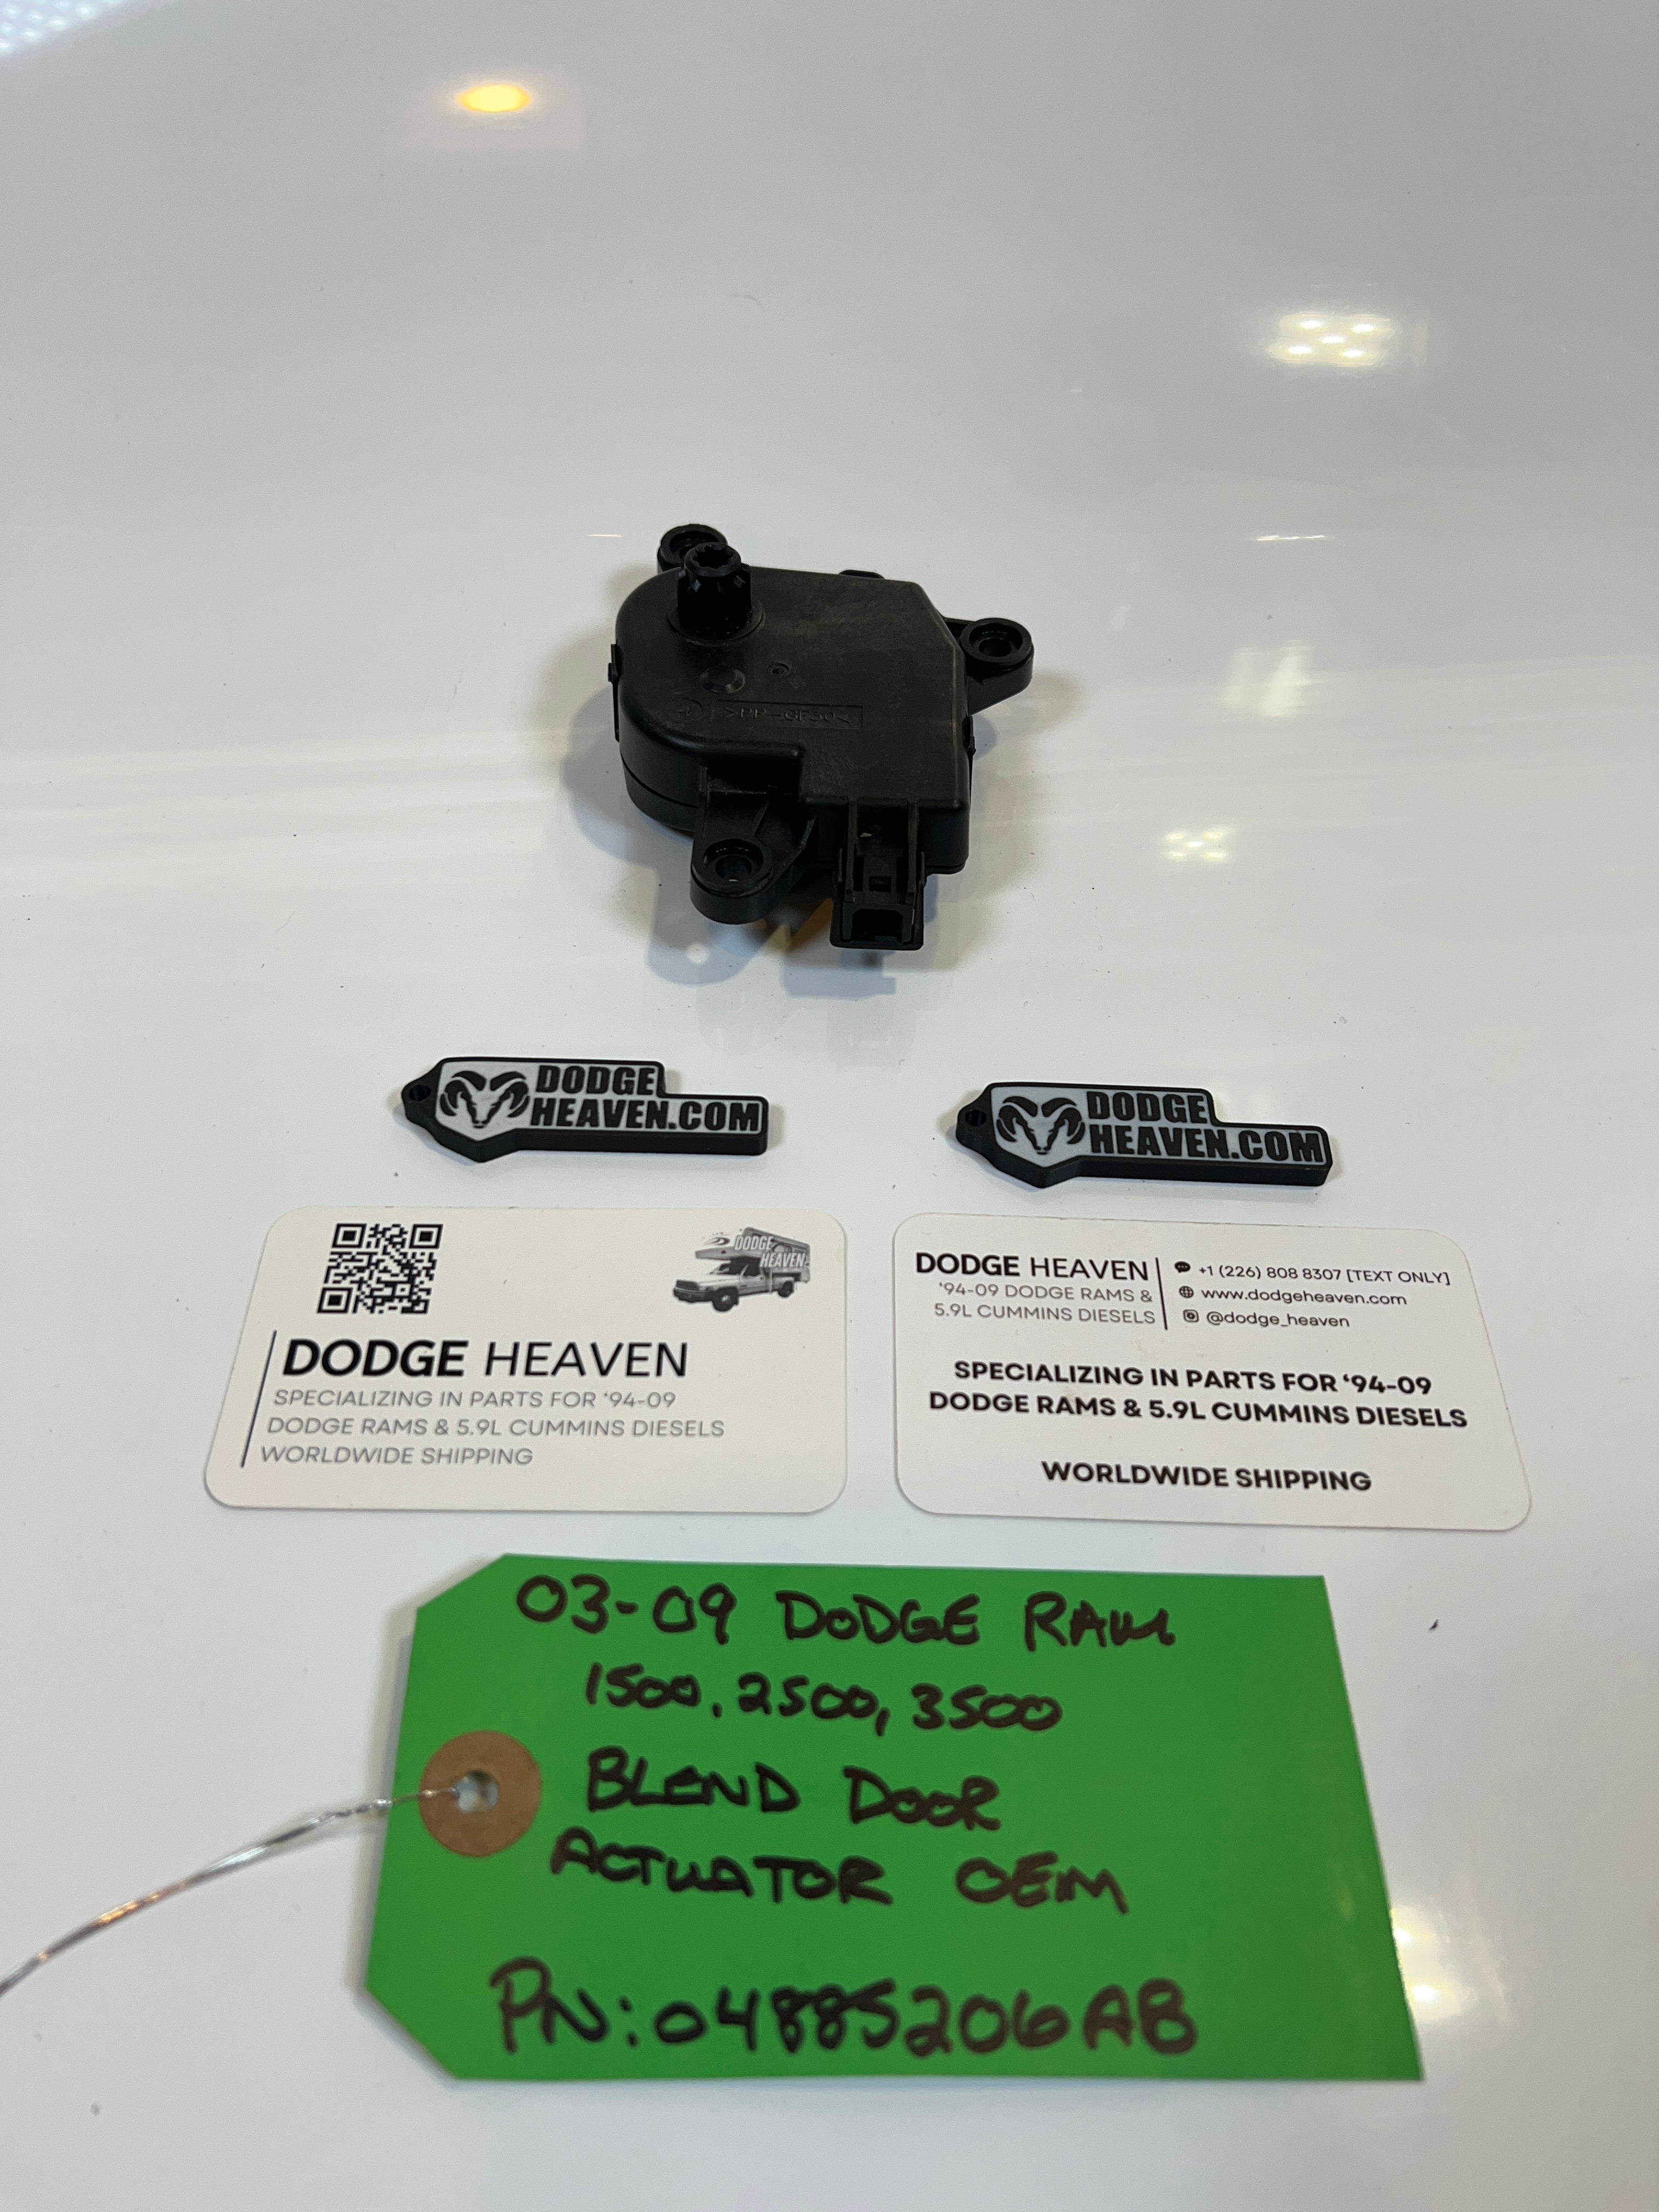 >PP-GF30<
DODGE
HEAVEN.COM
DODGE
HEAVEN.COM
DODGE
HEAVEN
DODGE HEAVEN
SPECIALIZING IN PARTS FOR ‘94-09
DODGE RAMS & 5.9L CUMMINS DIESELS
WORLDWIDE SHIPPING
DODGE HEAVEN
‘94-09 DODGE RAMS &
5.9L CUMMINS DIESELS
+1 (226) 808 8307 [TEXT ONLY]
www.dodgeheaven.com
@dodge_heaven
SPECIALIZING IN PARTS FOR ‘94-09
DODGE RAMS & 5.9L CUMMINS DIESELS
WORLDWIDE SHIPPING
03-09 DODGE RAM
1500, 2500, 3500
BLEND DOOR
ACTUATOR OEM
PN: 04885206AB